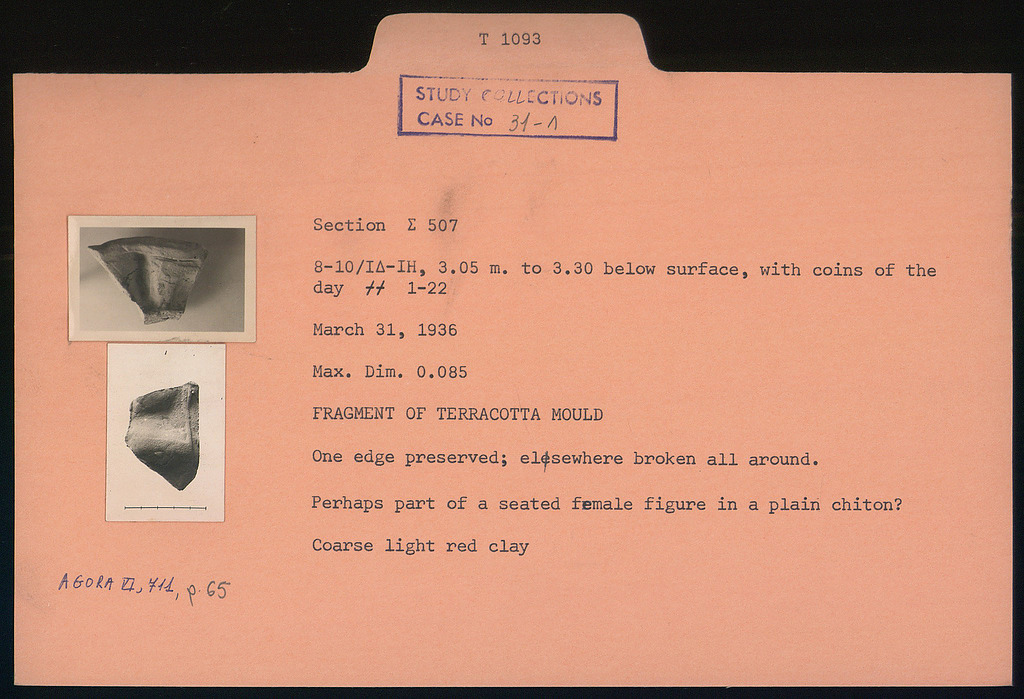 T 1093
STUDY COLLECTIONS
CASE No 31-Λ
Section Σ 507
8-10/ΙΔ-ΙΗ, 3.05 m. to 3.30 below surface, with coins of the
day ++ 1-22
March 31, 1936
Max. Dim. 0.085
FRAGMENT OF TERRACOTTA MOULD
One edge preserved; elsewhere broken all around.
Perhaps part of a seated female figure in a plain chiton?
Coarse light red clay
AGORA VI, 711, p. 65